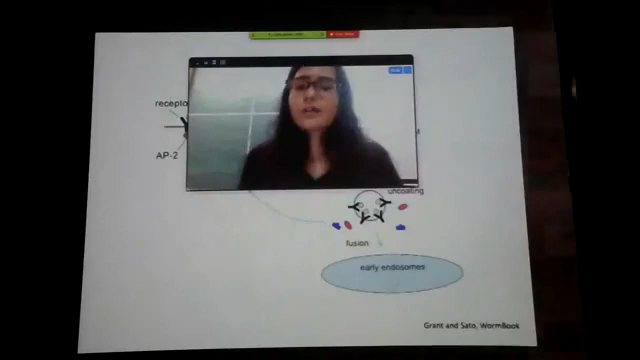 recepto
AP-2
uncoating
fusion
early endosomes
Grant and Sato, WormBook